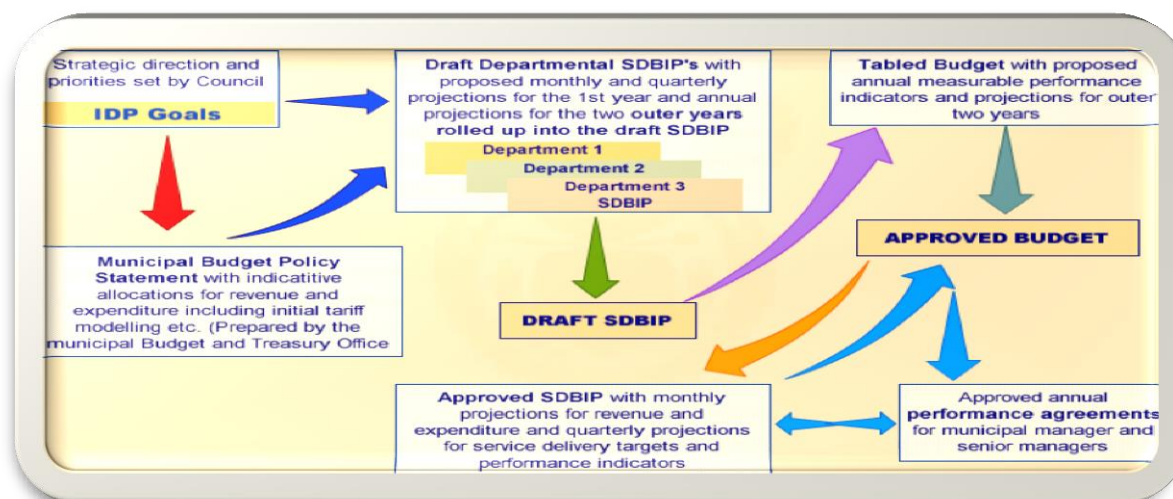 Strategic direction and
priorities set by Council
IDP Goals
Municipal Budget Policy
Statement with indicatitive
allocations for revenue and
expenditure including initial tariff
modelling etc. (Prepared by the
municipal Budget and Treasury Office
Draft Departmental SDBIP's with
proposed monthly and quarterly
projections for the 1st year and annual
projections for the two outer years
rolled up into the draft SDBIP
Department 1
Department 2
Department 3
SDBIP
DRAFT SDBIP
Tabled Budget with proposed
annual measurable performance
indicators and projections for outer
two years
APPROVED BUDGET
Approved SDBIP with monthly
projections for revenue and
expenditure and quarterly projections
for service delivery targets and
performance indicators
Approved annual
performance agreements
for municipal manager and
senior managers